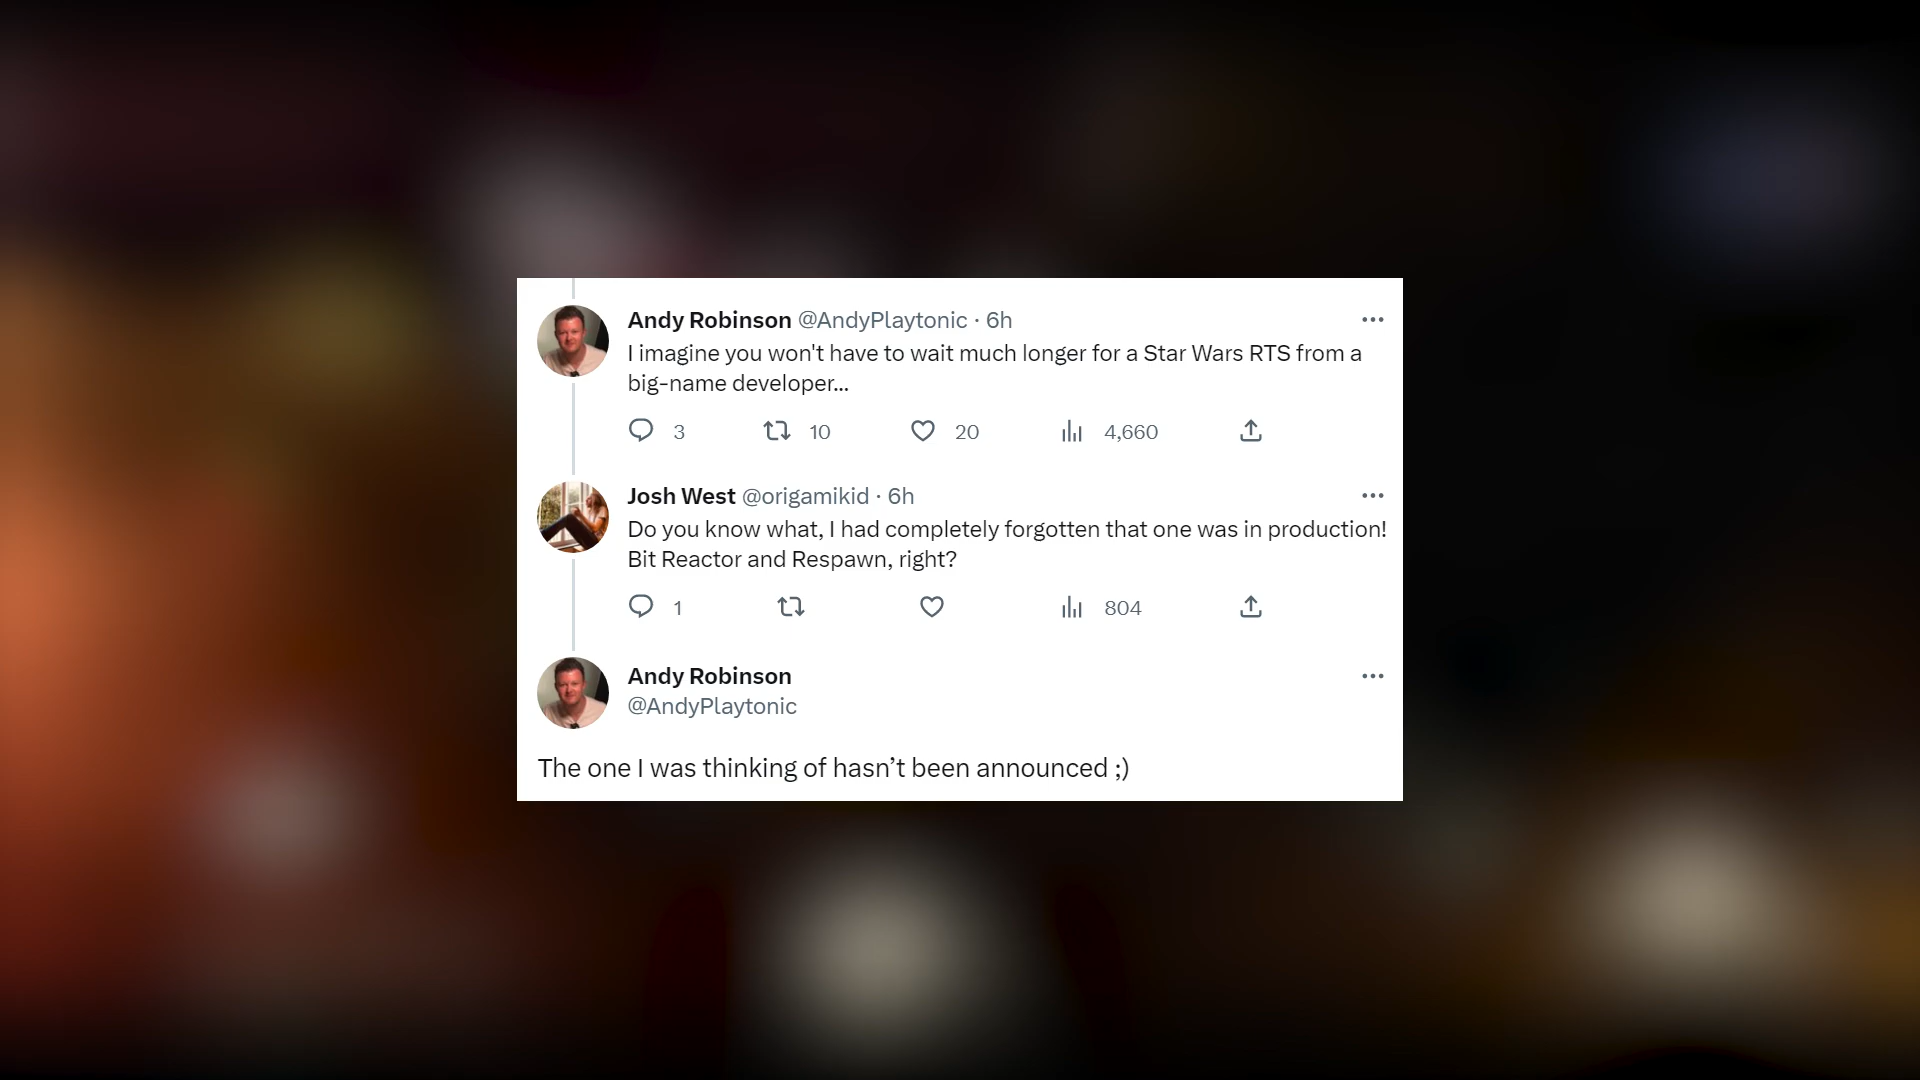 Andy Robinson @AndyPlaytonic · 6h
I imagine you won't have to wait much longer for a Star Wars RTS from a
big-name developer...
3 10 20 4,660
Josh West @origamikid · 6h
Do you know what, I had completely forgotten that one was in production!
Bit Reactor and Respawn, right?
1 804
Andy Robinson
@AndyPlaytonic
The one I was thinking of hasn’t been announced ;)